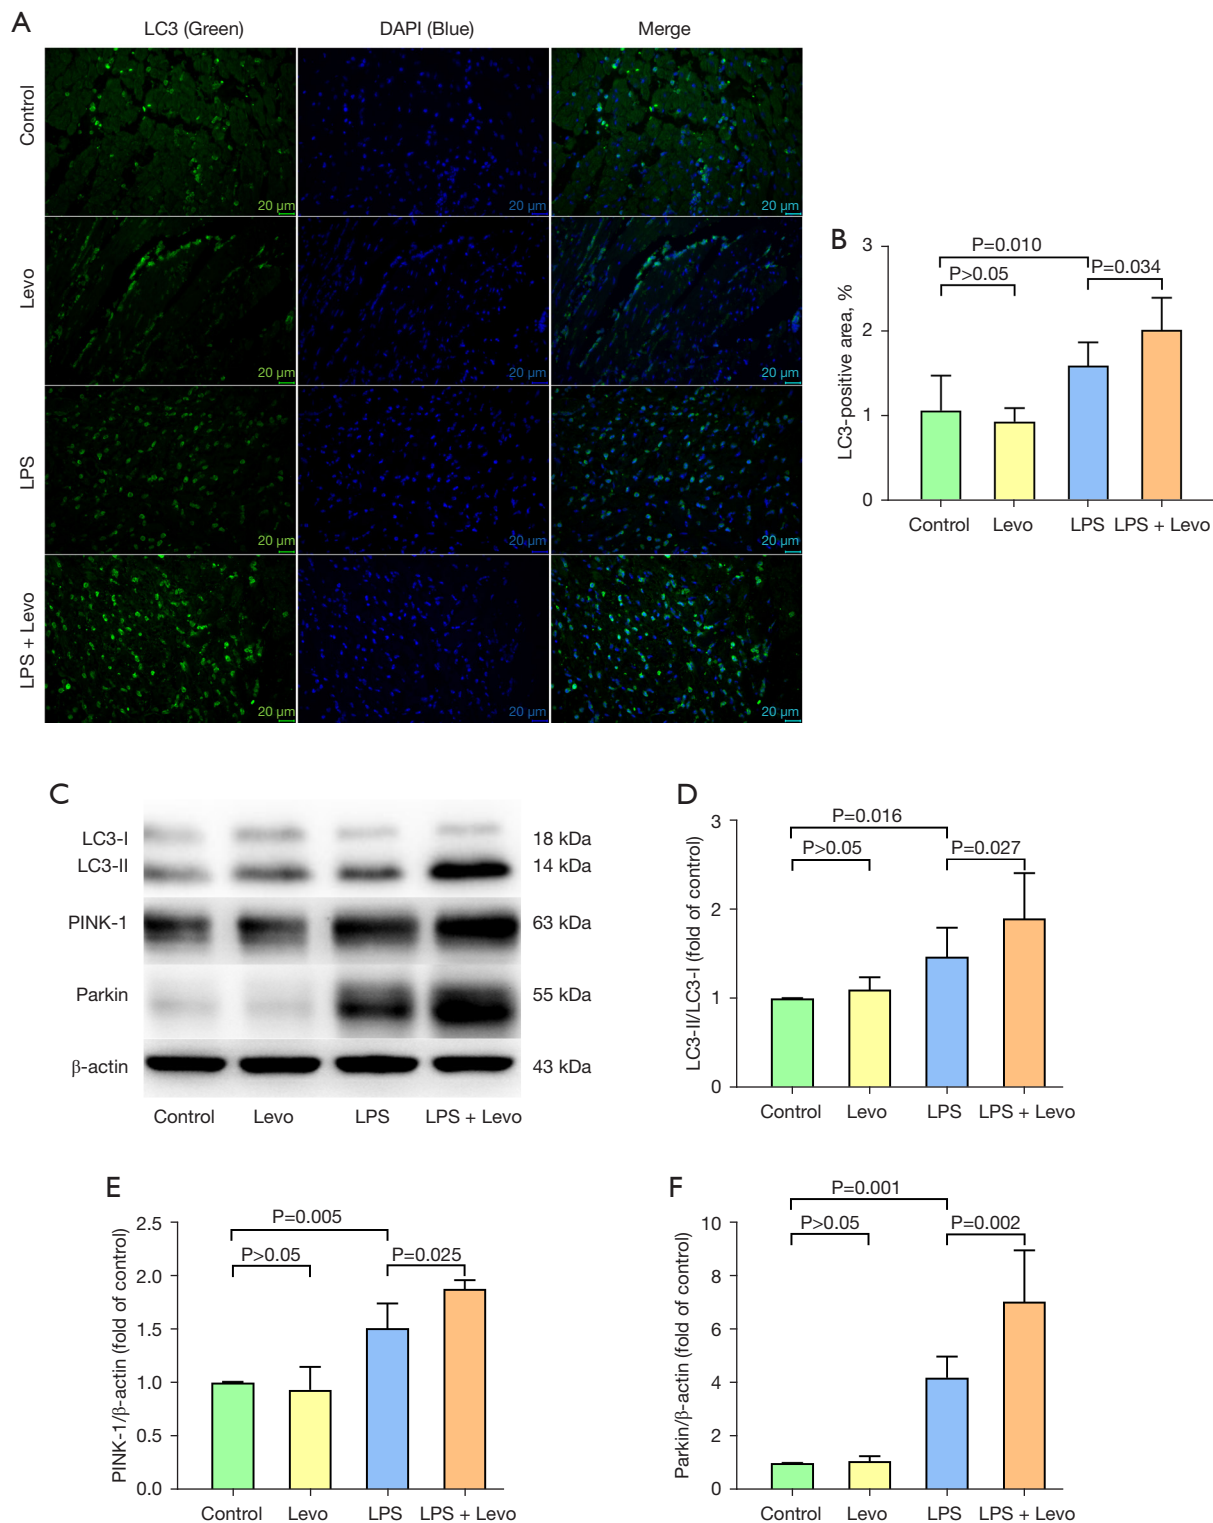 A
LC3 (Green) DAPI (Blue) Merge
Control
20 µm 20 µm 20 µm
Levo
20 µm 20 µm 20 µm
LPS
20 µm 20 µm 20 µm
LPS + Levo
20 µm 20 µm 20 µm
B
LC3-positive area, %
3
2
1
0
P=0.010
P>0.05
P=0.034
Control Levo LPS LPS + Levo
C
LC3-I 18 kDa
LC3-II 14 kDa
PINK-1 63 kDa
Parkin 55 kDa
β-actin 43 kDa
Control Levo LPS LPS + Levo
D
LC3-II/LC3-I (fold of control)
3
2
1
0
P=0.016
P>0.05
P=0.027
Control Levo LPS LPS + Levo
E
PINK-1/β-actin (fold of control)
2.5
2.0
1.5
1.0
0.5
0.0
P=0.005
P>0.05
P=0.025
Control Levo LPS LPS + Levo
F
Parkin/β-actin (fold of control)
10
8
6
4
2
0
P=0.001
P>0.05
P=0.002
Control Levo LPS LPS + Levo